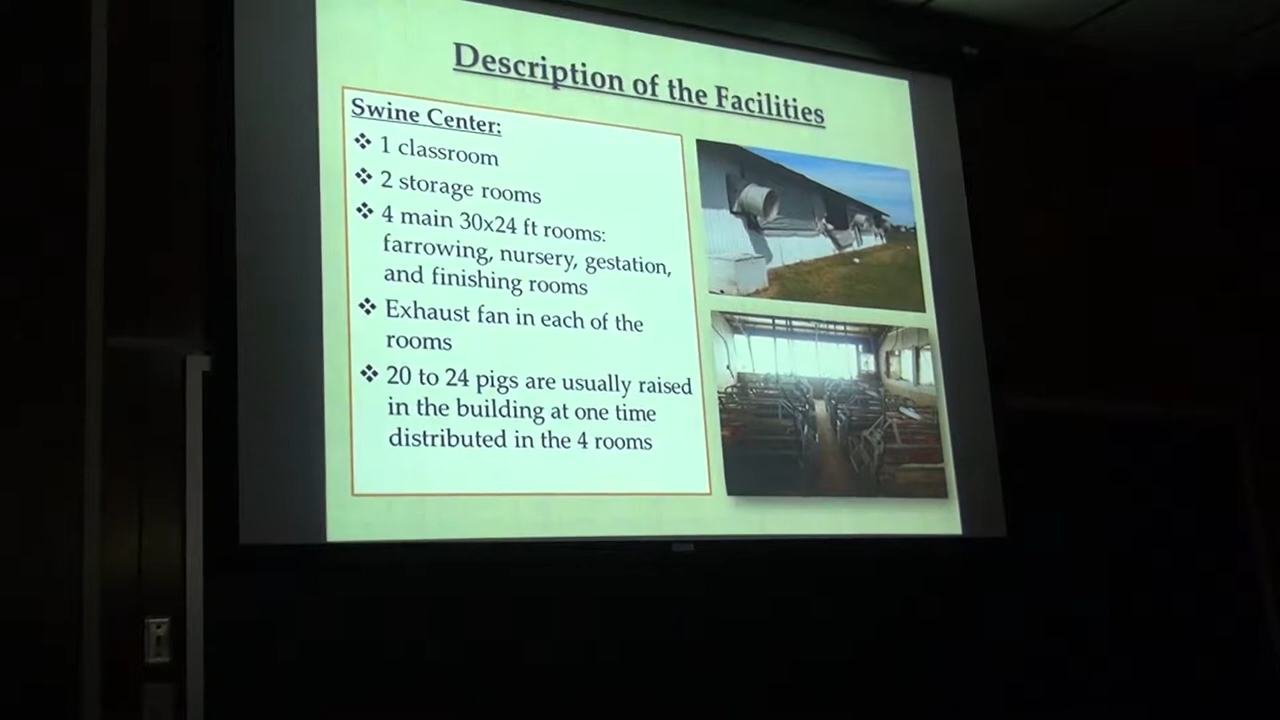 Description of the Facilities
Swine Center:
❖ 1 classroom
❖ 2 storage rooms
❖ 4 main 30x24 ft rooms:
farrowing, nursery, gestation,
and finishing rooms
❖ Exhaust fan in each of the
rooms
❖ 20 to 24 pigs are usually raised
in the building at one time
distributed in the 4 rooms